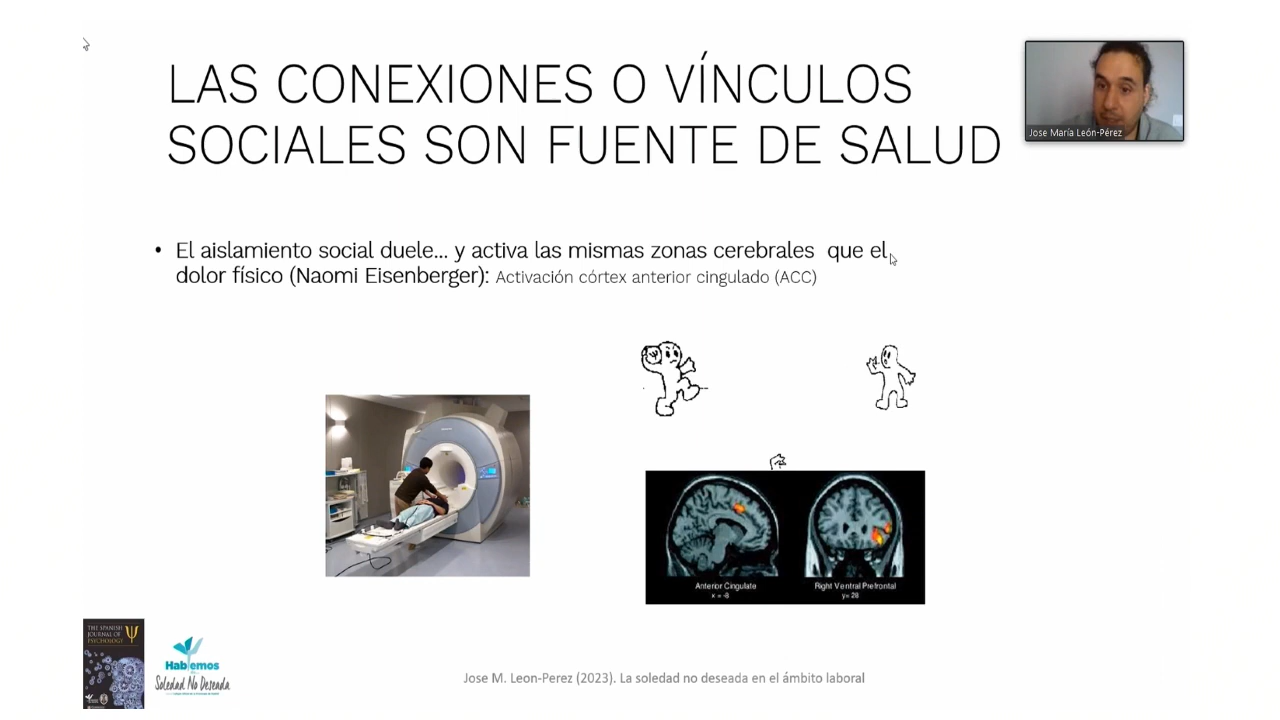 LAS CONEXIONES O VÍNCULOS
SOCIALES SON FUENTE DE SALUD
Jose María León-Pérez
• El aislamiento social duele... y activa las mismas zonas cerebrales  que el
dolor físico (Naomi Eisenberger): Activación córtex anterior cingulado (ACC)
Anterior Cingulate
x = -8
Right Ventral Prefrontal
y= 28
THE SPANISH
JOURNAL OF
PSYCHOLOGY
Hablemos
Soledad No Deseada
Jose M. Leon-Perez (2023). La soledad no deseada en el ámbito laboral